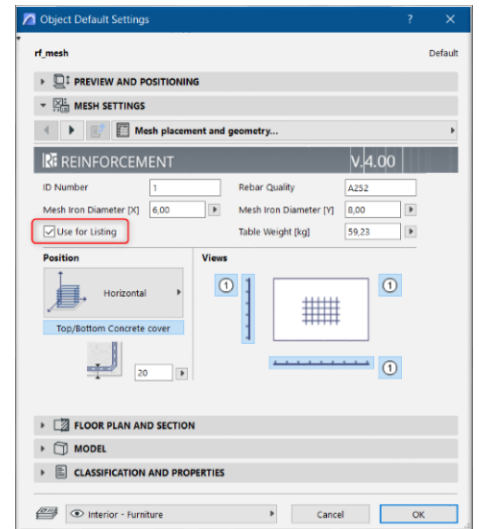 Object Default Settings ? ×
rf_mesh Default
PREVIEW AND POSITIONING
MESH SETTINGS
Mesh placement and geometry...
RE REINFORCEMENT V.4.00
ID Number 1 Rebar Quality A252
Mesh Iron Diameter [X] 6,00 Mesh Iron Diameter [Y] 8,00
Use for Listing Table Weight [kg] 59,23
Position Views
Horizontal 1 1
Top/Bottom Concrete cover
20 1
FLOOR PLAN AND SECTION
MODEL
CLASSIFICATION AND PROPERTIES
Interior - Furniture Cancel OK